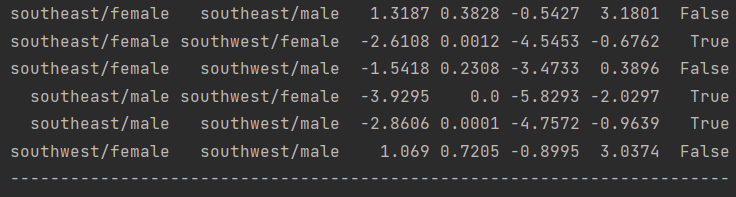 southeast/female southeast/male 1.3187 0.3828 -0.5427 3.1801 False
southeast/female southwest/female -2.6108 0.0012 -4.5453 -0.6762 True
southeast/female southwest/male -1.5418 0.2308 -3.4733 0.3896 False
southeast/male southwest/female -3.9295 0.0 -5.8293 -2.0297 True
southeast/male southwest/male -2.8606 0.0001 -4.7572 -0.9639 True
southwest/female southwest/male 1.069 0.7205 -0.8995 3.0374 False
---------------------------------------------------------------------------